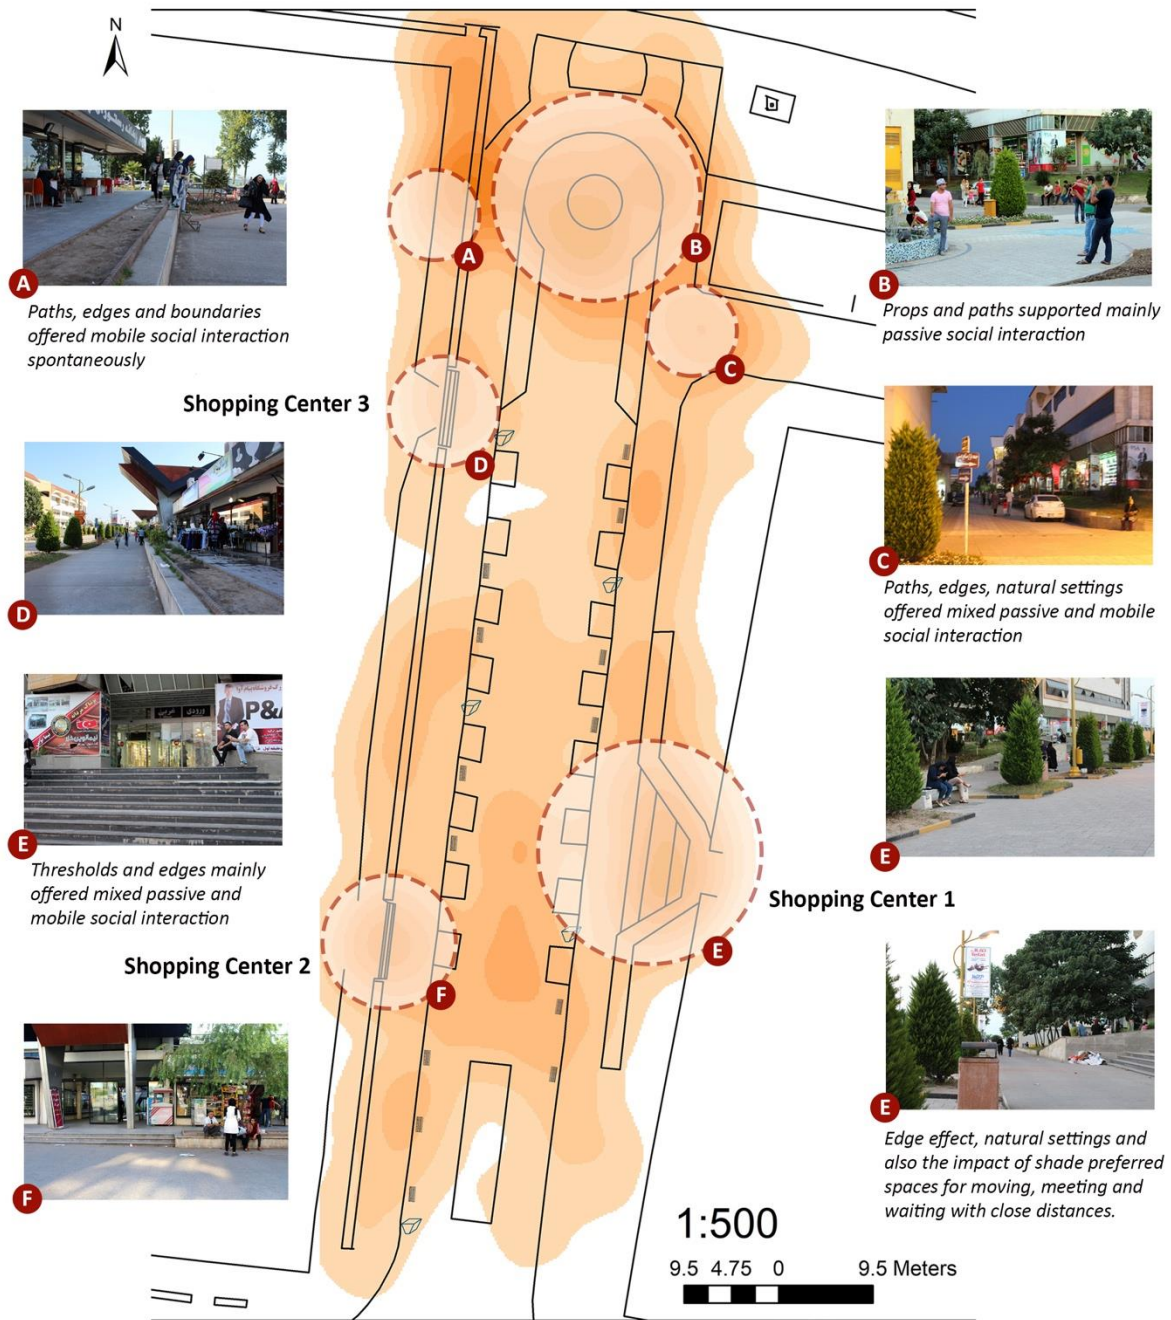 N
A
Paths, edges and boundaries
offered mobile social interaction
spontaneously
Shopping Center 3
D
E
Thresholds and edges mainly
offered mixed passive and
mobile social interaction
Shopping Center 2
F
P&A
ورودی غربی
A
B
C
D
E
F
B
Props and paths supported mainly
passive social interaction
C
Paths, edges, natural settings
offered mixed passive and mobile
social interaction
E
Shopping Center 1
E
Edge effect, natural settings and
also the impact of shade preferred
spaces for moving, meeting and
waiting with close distances.
1:500
9.5 4.75 0 9.5 Meters